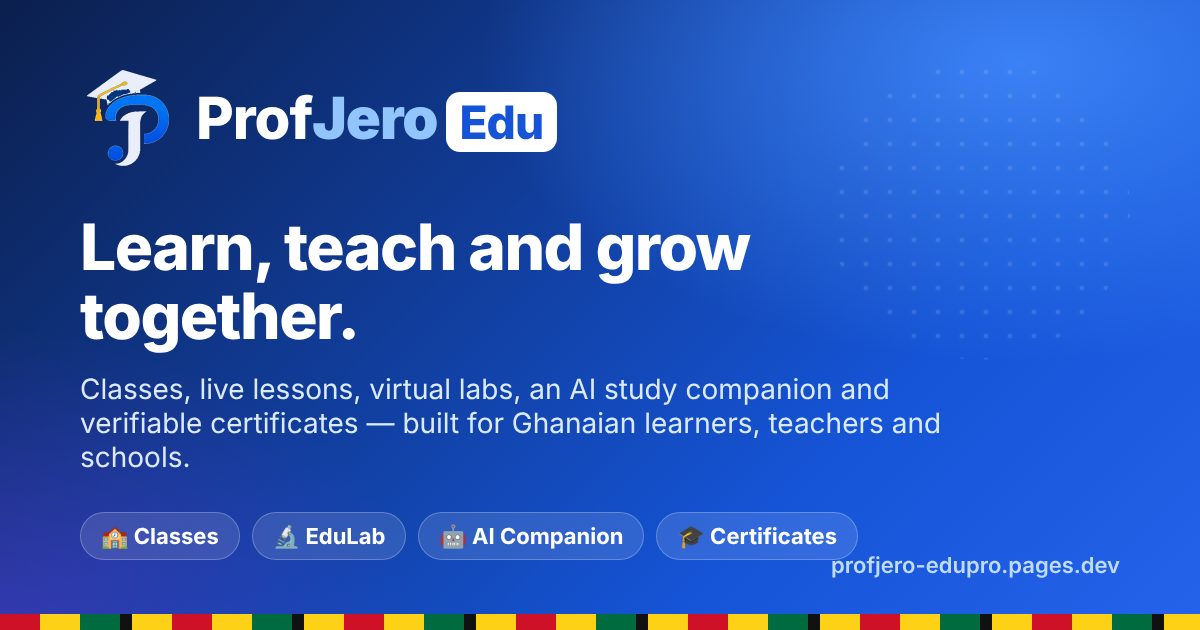 ProfJero Edu
Learn, teach and grow
together.
Classes, live lessons, virtual labs, an AI study companion and
verifiable certificates — built for Ghanaian learners, teachers and
schools.
🏫 Classes 🔬 EduLab 🤖 AI Companion 🎓 Certificates
profjero-edupro.pages.dev